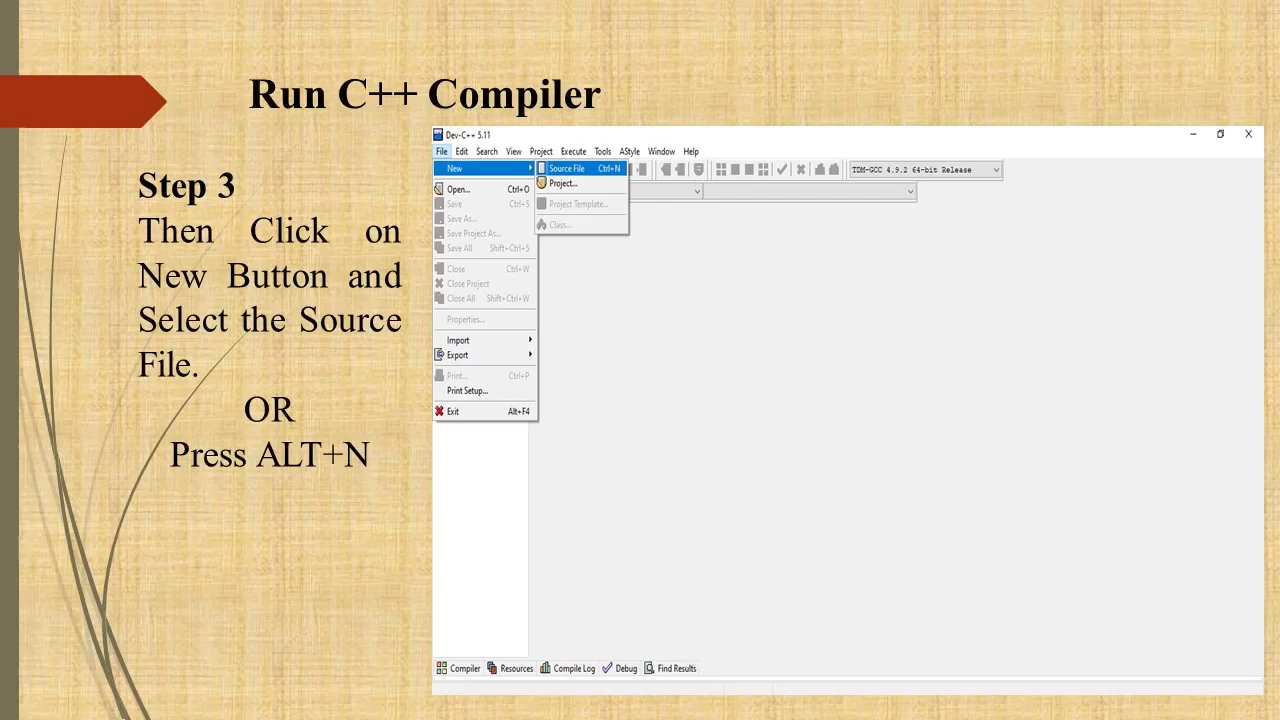 Run C++ Compiler
Step 3
Then Click on
New Button and
Select the Source
File.
OR
Press ALT+N
Dev-C++ 5.11
File Edit Search View Project Execute Tools AStyle Window Help
New
Source File Ctrl+N
Project...
Project Template...
Class...
TDM-GCC 4.9.2 64-bit Release
Open... Ctrl+O
Save Ctrl+S
Save As...
Save Project As...
Save All Shift+Ctrl+S
Close Ctrl+W
Close Project
Close All Shift+Ctrl+W
Properties...
Import
Export
Print... Ctrl+P
Print Setup...
Exit Alt+F4
Compiler Resources Compile Log Debug Find Results